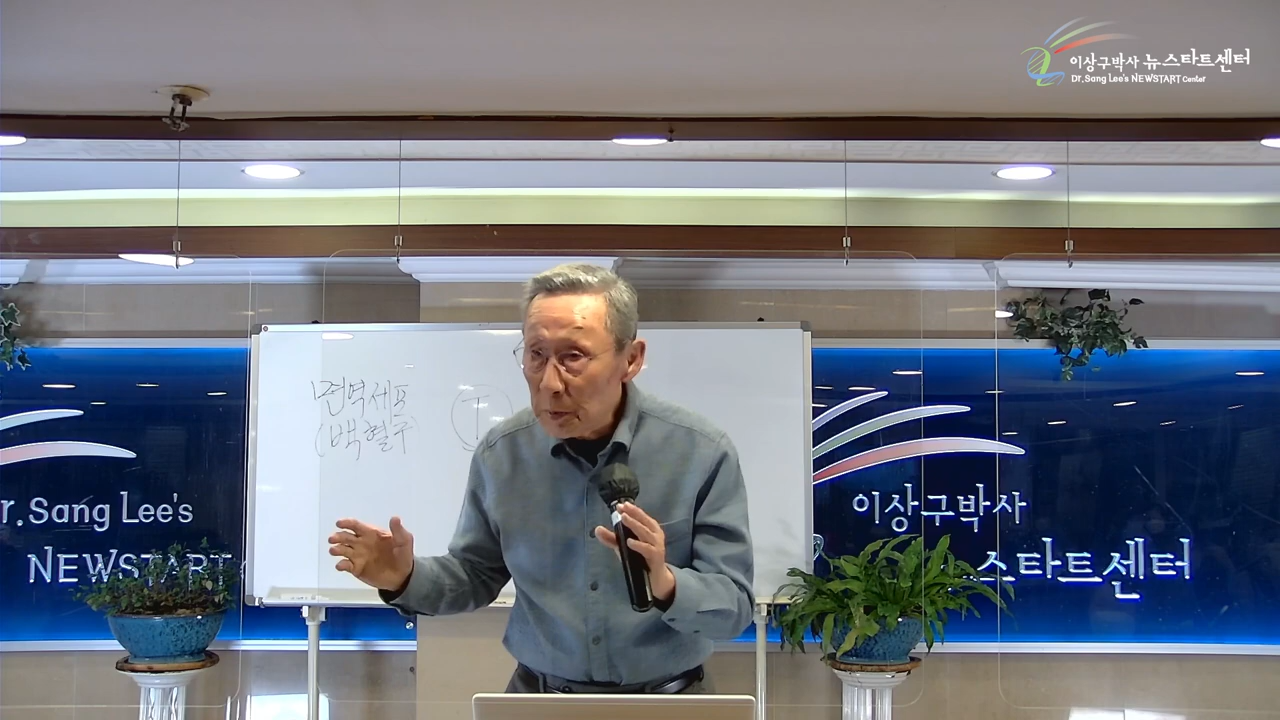 이상구박사 뉴스타트센터
Dr. Sang Lee's NEWSTART Center
면역세포
(백혈구
T
r. Sang Lee's
NEWSTART
이상구박사
스타트센터